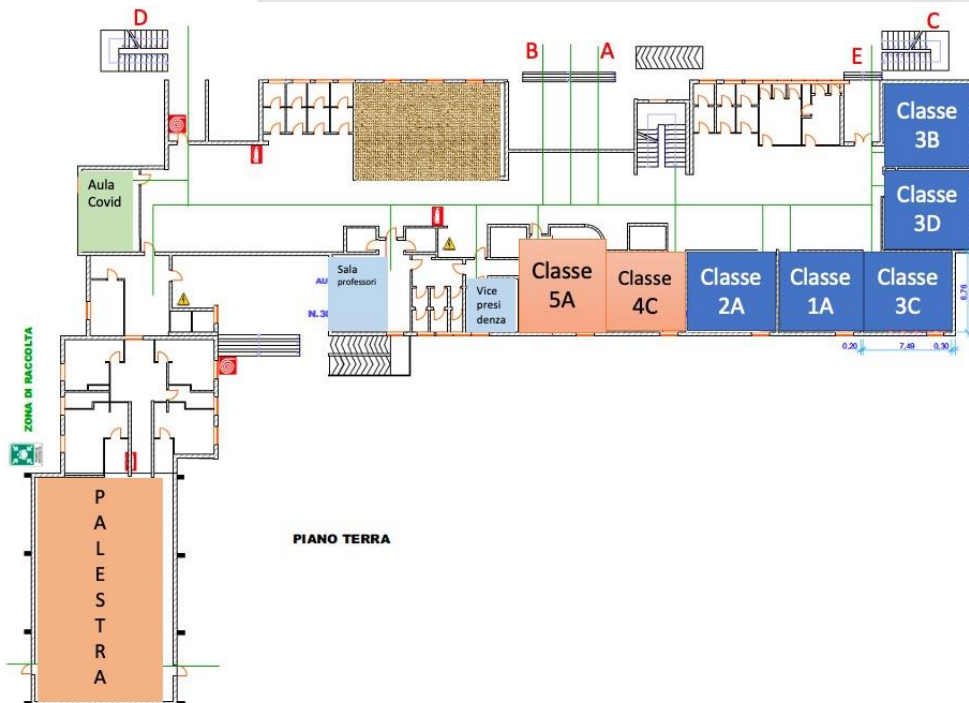 D
C
B
A
E
Classe
3B
Aula
Covid
Classe
3D
Sala
professori
AU
N.30
Vice
presi
denza
Classe
5A
Classe
4C
Classe
2A
Classe
1A
Classe
3C
6,76
0,20
7,49
0,30
ZONA DI RACCOLTA
PIANO TERRA
P
A
L
E
S
T
R
A